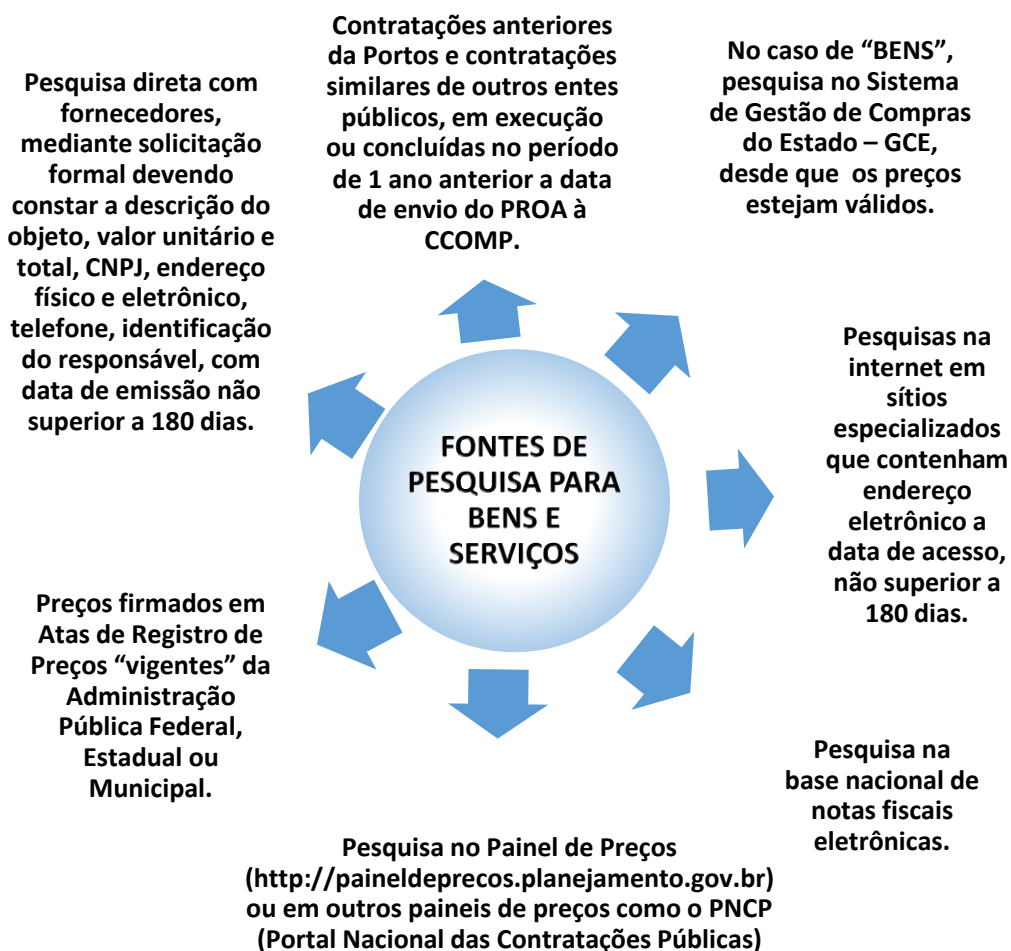 Contratações anteriores
da Portos e contratações
similares de outros entes
públicos, em execução
ou concluídas no período
de 1 ano anterior a data
de envio do PROA à
CCOMP.
No caso de “BENS”,
pesquisa no Sistema
de Gestão de Compras
do Estado – GCE,
desde que os preços
estejam válidos.
Pesquisa direta com
fornecedores,
mediante solicitação
formal devendo
constar a descrição do
objeto, valor unitário e
total, CNPJ, endereço
físico e eletrônico,
telefone, identificação
do responsável, com
data de emissão não
superior a 180 dias.
Pesquisas na
internet em
sítios
especializados
que contenham
endereço
eletrônico a
data de acesso,
não superior a
180 dias.
FONTES DE
PESQUISA PARA
BENS E
SERVIÇOS
Preços firmados em
Atas de Registro de
Preços “vigentes” da
Administração
Pública Federal,
Estadual ou
Municipal.
Pesquisa na
base nacional de
notas fiscais
eletrônicas.
Pesquisa no Painel de Preços
(http://paineldeprecos.planejamento.gov.br)
ou em outros paineis de preços como o PNCP
(Portal Nacional das Contratações Públicas)